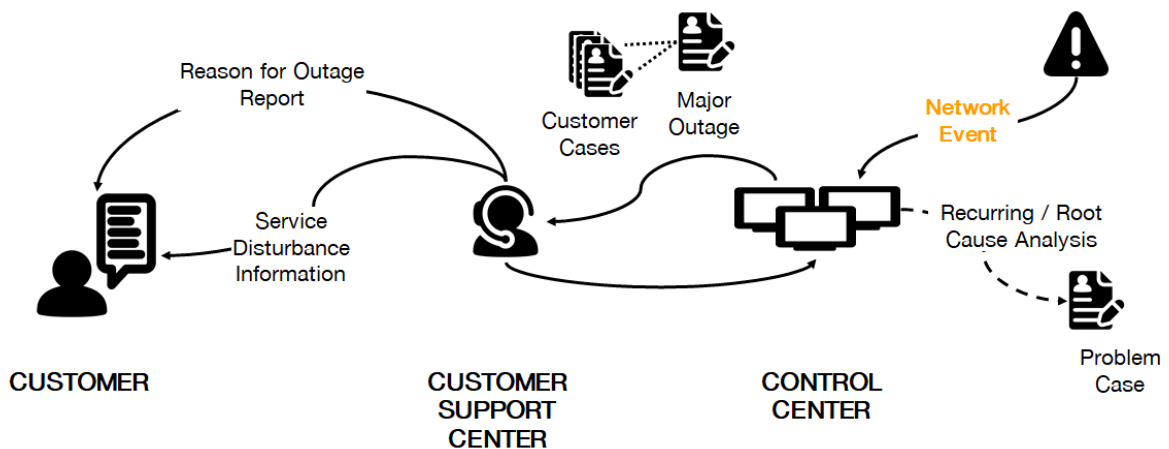 Reason for Outage
Report
Customer
Cases
Major
Outage
Network
Event
Service
Disturbance
Information
Recurring / Root
Cause Analysis
Problem
Case
CUSTOMER
CUSTOMER
SUPPORT
CENTER
CONTROL
CENTER